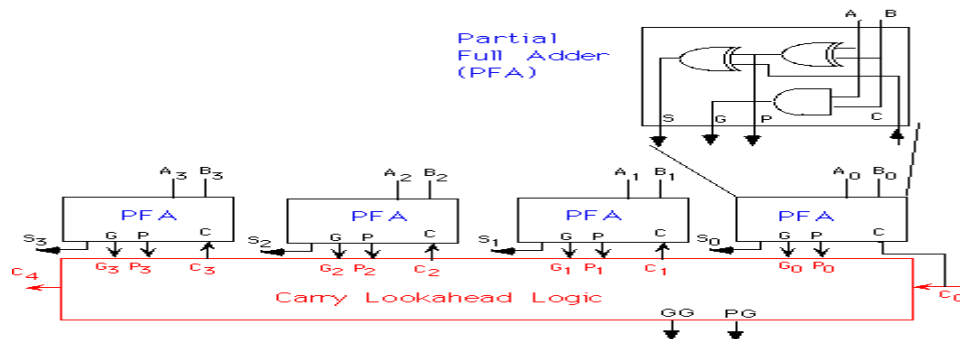 A B
Partial
Full Adder
(PFA)
S G P C
A3 B3 A2 B2 A1 B1 A0 B0
PFA PFA PFA PFA
G P C G P C G P C G P C
S3 S2 S1 S0
G3 P3 C3 G2 P2 C2 G1 P1 C1 G0 P0
C4 C0
Carry Lookahead Logic
GG PG